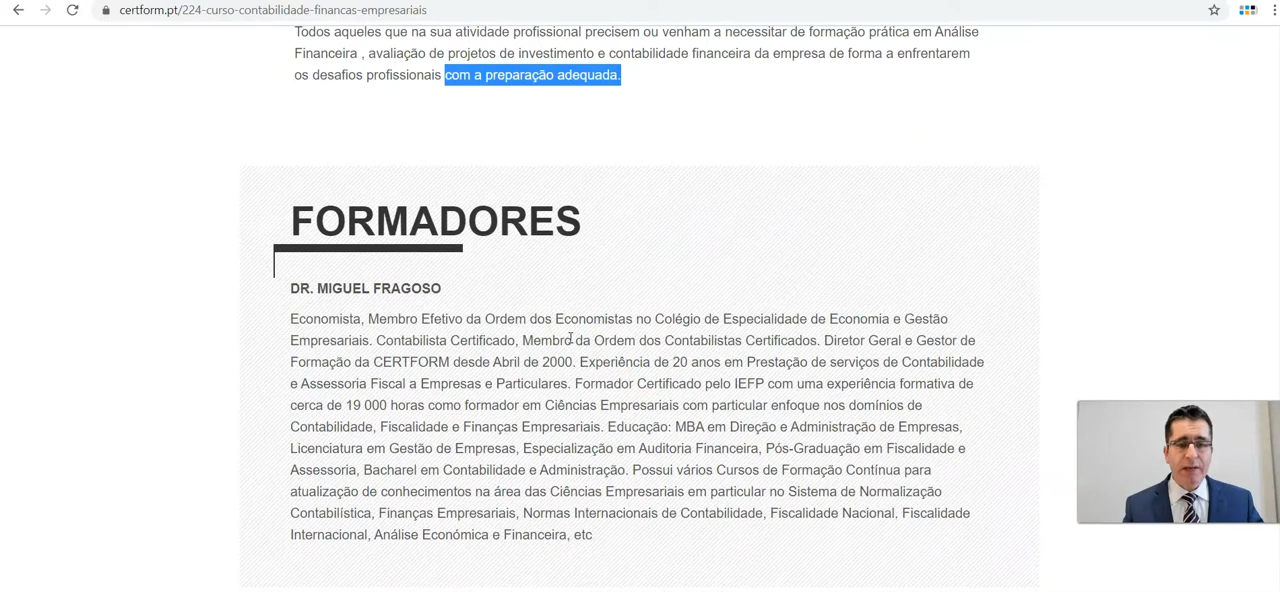 certform.pt/224-curso-contabilidade-financas-empresariais
Todos aqueles que na sua atividade profissional precisem ou venham a necessitar de formação prática em Análise
Financeira , avaliação de projetos de investimento e contabilidade financeira da empresa de forma a enfrentarem
os desafios profissionais com a preparação adequada.
FORMADORES
DR. MIGUEL FRAGOSO
Economista, Membro Efetivo da Ordem dos Economistas no Colégio de Especialidade de Economia e Gestão
Empresariais. Contabilista Certificado, Membro da Ordem dos Contabilistas Certificados. Diretor Geral e Gestor de
Formação da CERTFORM desde Abril de 2000. Experiência de 20 anos em Prestação de serviços de Contabilidade
e Assessoria Fiscal a Empresas e Particulares. Formador Certificado pelo IEFP com uma experiência formativa de
cerca de 19 000 horas como formador em Ciências Empresariais com particular enfoque nos domínios de
Contabilidade, Fiscalidade e Finanças Empresariais. Educação: MBA em Direção e Administração de Empresas,
Licenciatura em Gestão de Empresas, Especialização em Auditoria Financeira, Pós-Graduação em Fiscalidade e
Assessoria, Bacharel em Contabilidade e Administração. Possui vários Cursos de Formação Contínua para
atualização de conhecimentos na área das Ciências Empresariais em particular no Sistema de Normalização
Contabilística, Finanças Empresariais, Normas Internacionais de Contabilidade, Fiscalidade Nacional, Fiscalidade
Internacional, Análise Económica e Financeira, etc